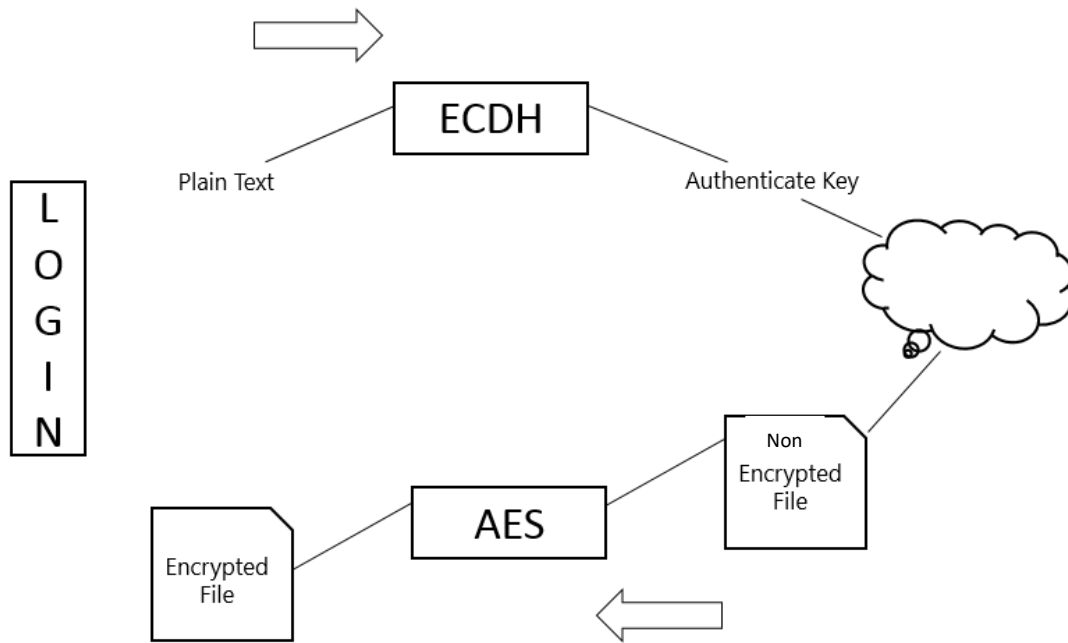 ECDH
Plain Text
Authenticate Key
L
O
G
I
N
Non
Encrypted
File
AES
Encrypted
File